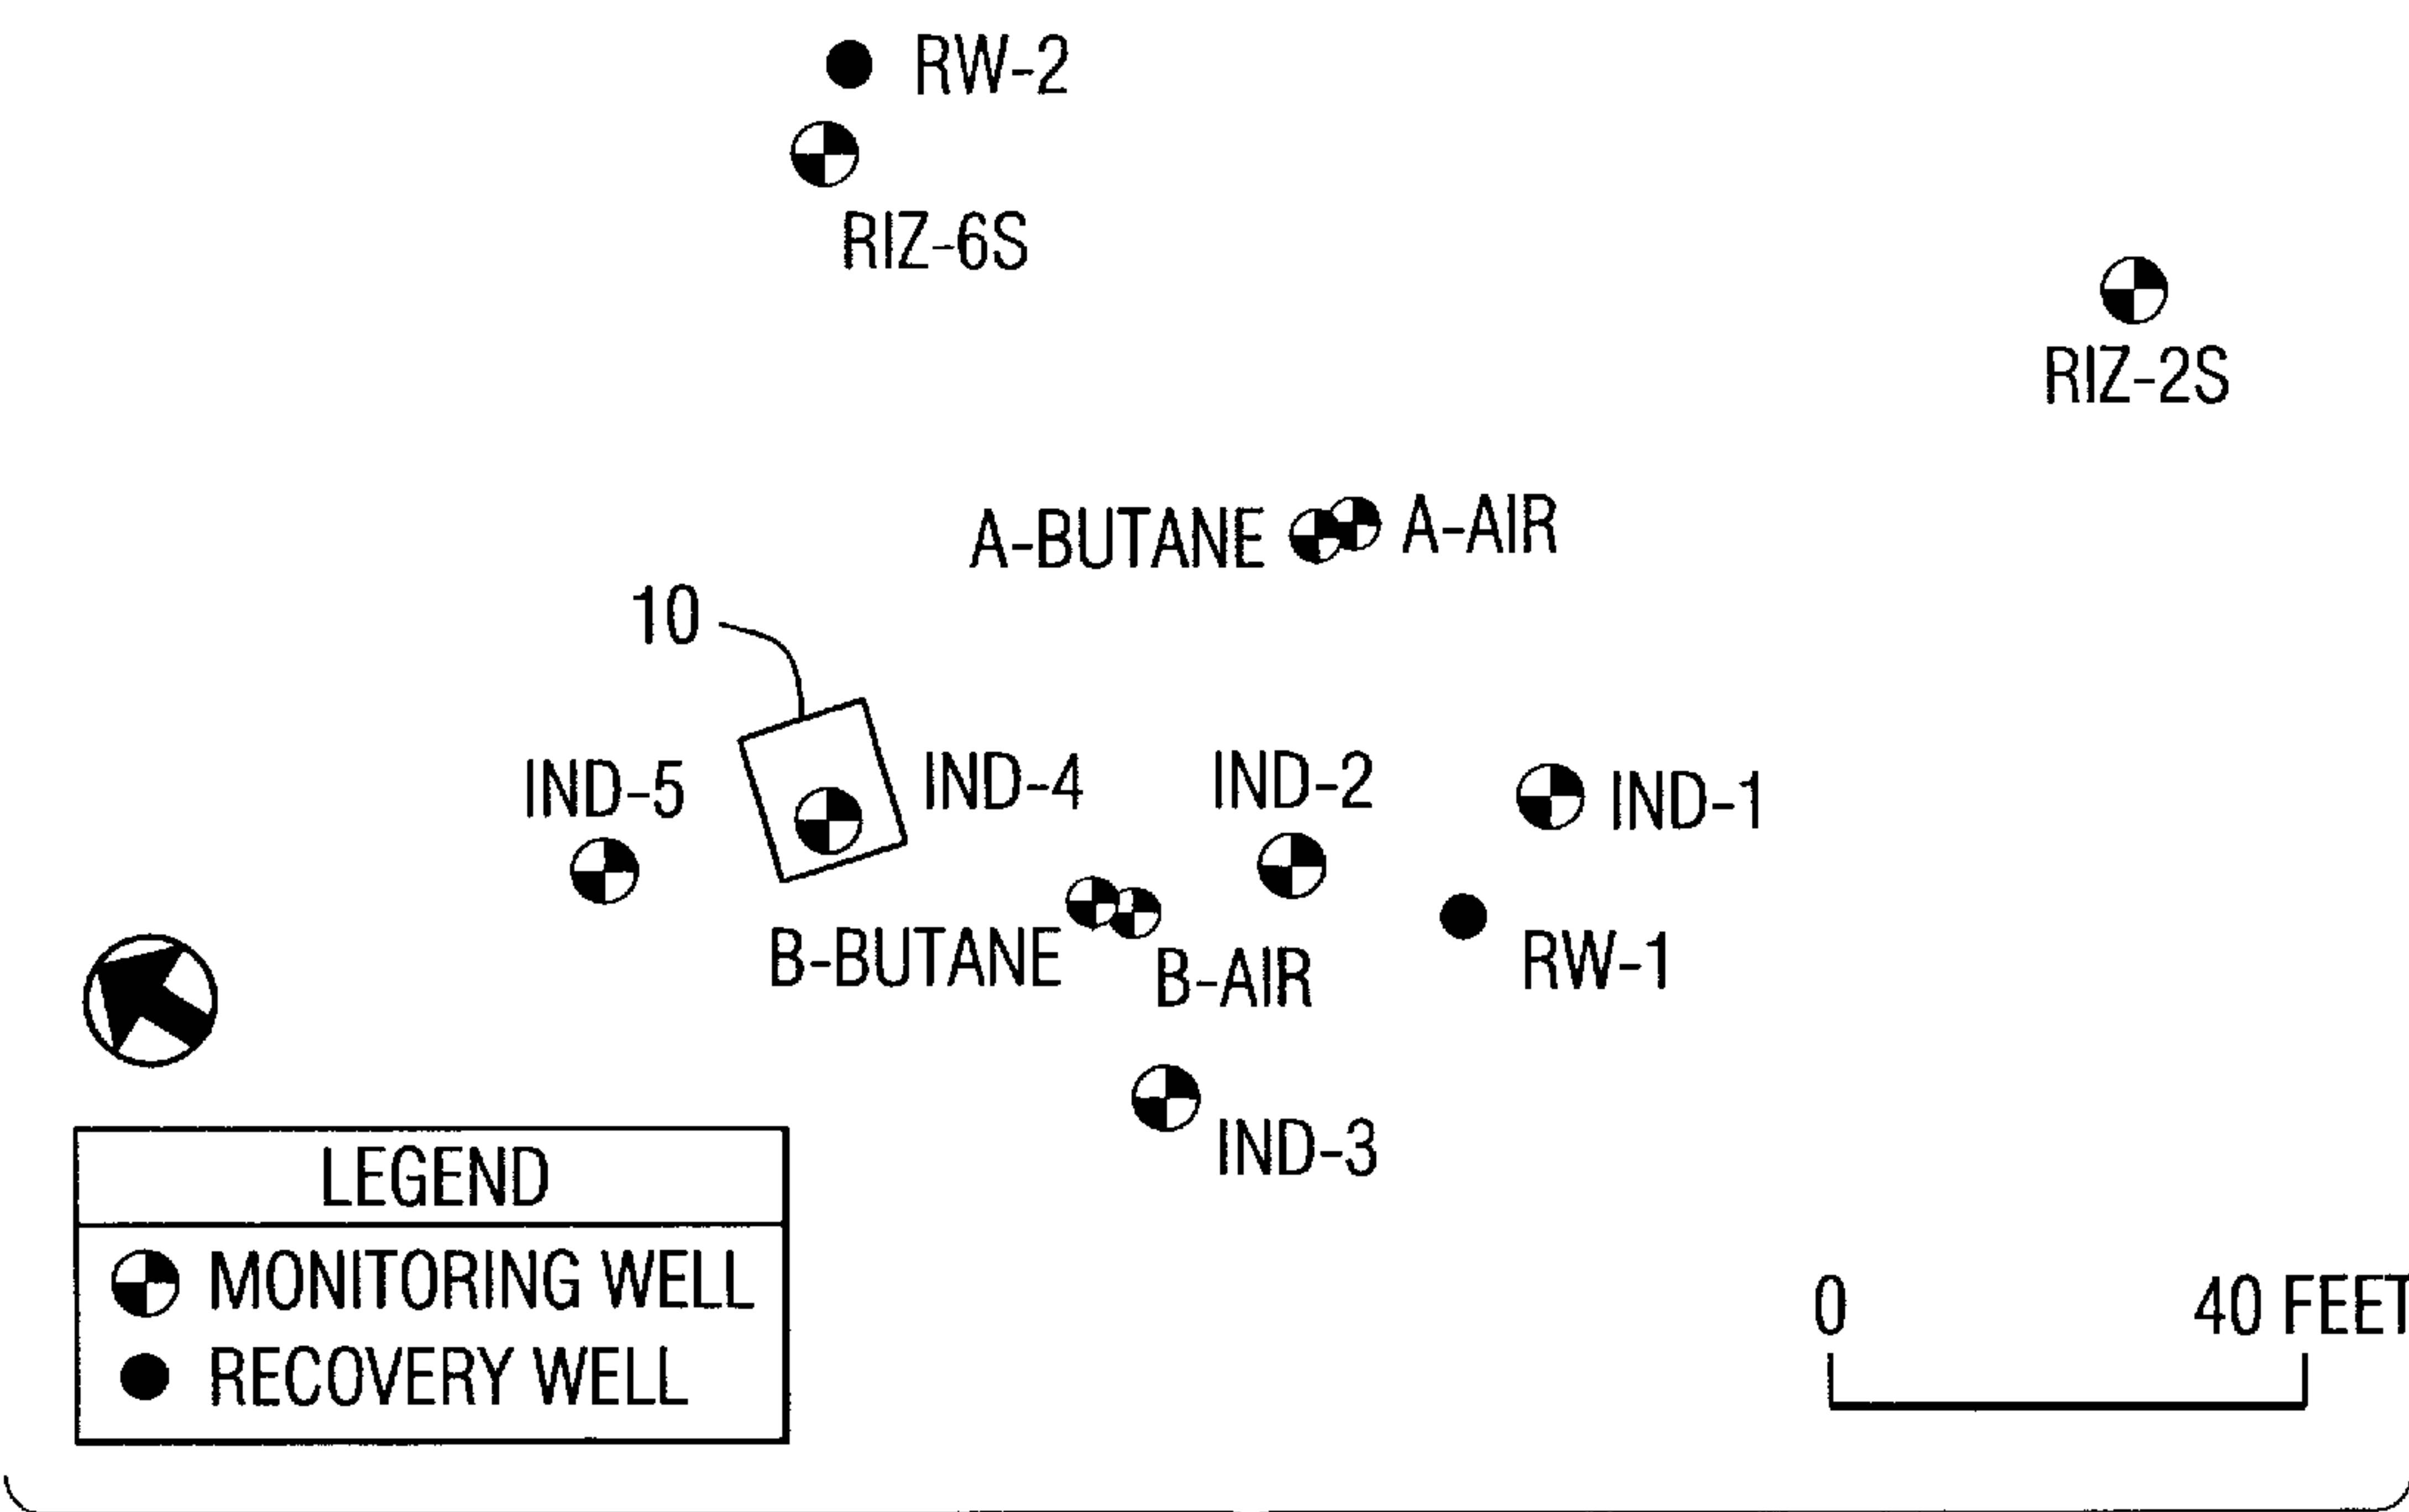 RW-2
RIZ-6S
RIZ-2S
A-BUTANE
A-AIR
10
IND-5
IND-4
IND-2
IND-1
B-BUTANE
B-AIR
RW-1
IND-3
LEGEND
MONITORING WELL
RECOVERY WELL
0 40 FEET